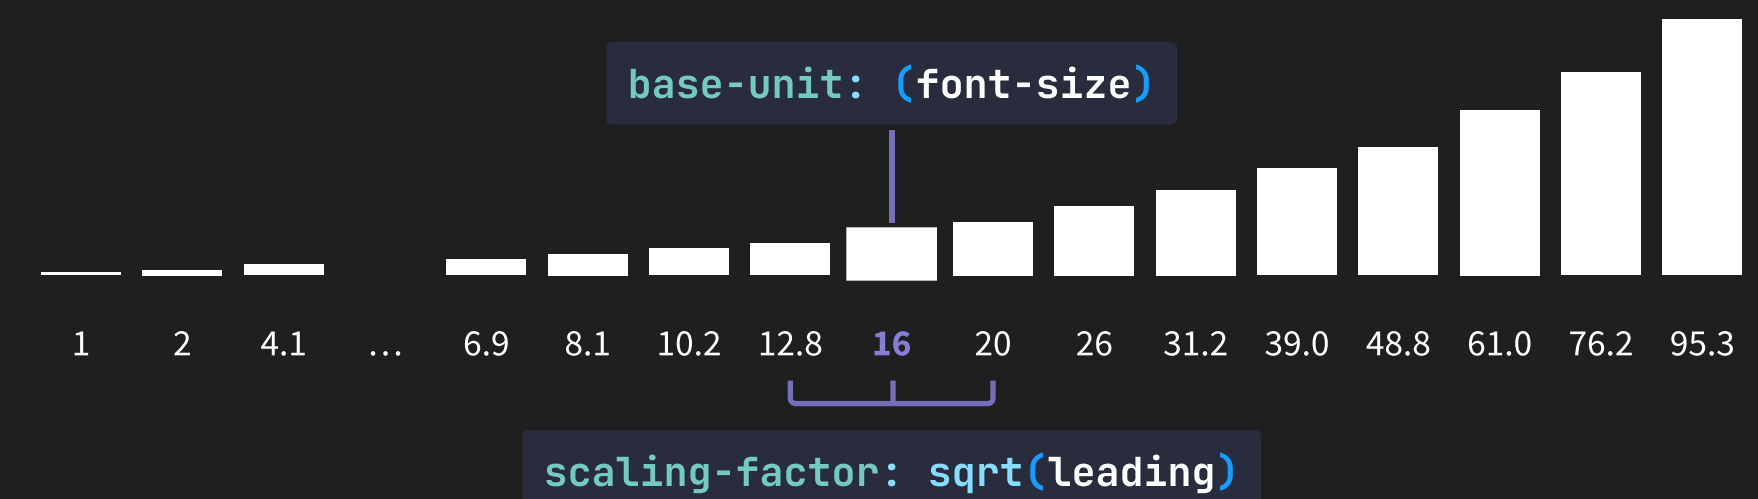 base-unit: (font-size)
1 2 4.1 ... 6.9 8.1 10.2 12.8 16 20 26 31.2 39.0 48.8 61.0 76.2 95.3
scaling-factor: sqrt(leading)